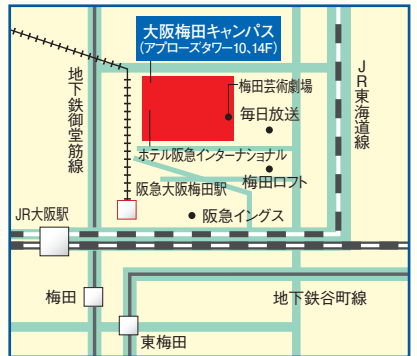 大阪梅田キャンパス
(アプローズタワー10、14F)
地下鉄御堂筋線
梅田芸術劇場
毎日放送
JR東海道線
ホテル阪急インターナショナル
阪急大阪梅田駅
梅田ロフト
JR大阪駅
阪急イングス
梅田
地下鉄谷町線
東梅田